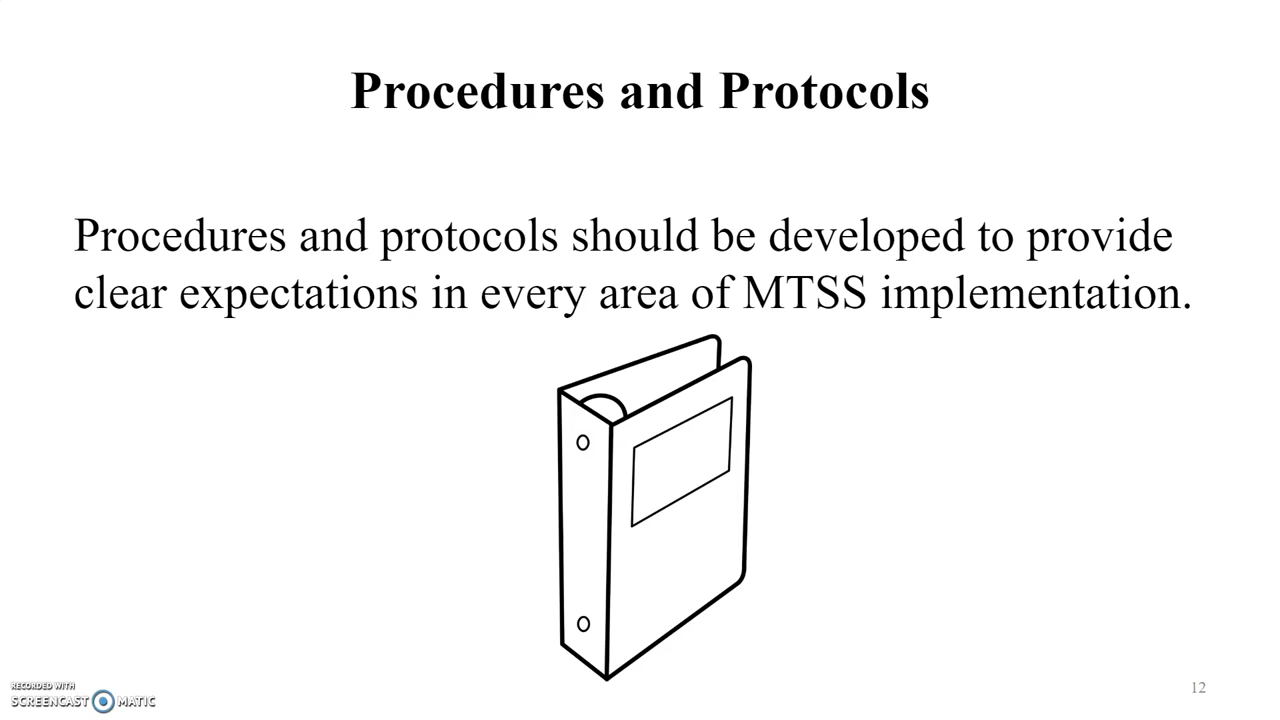 Procedures and Protocols
Procedures and protocols should be developed to provide
clear expectations in every area of MTSS implementation.
RECORDED WITH
SCREENCAST MATIC
12